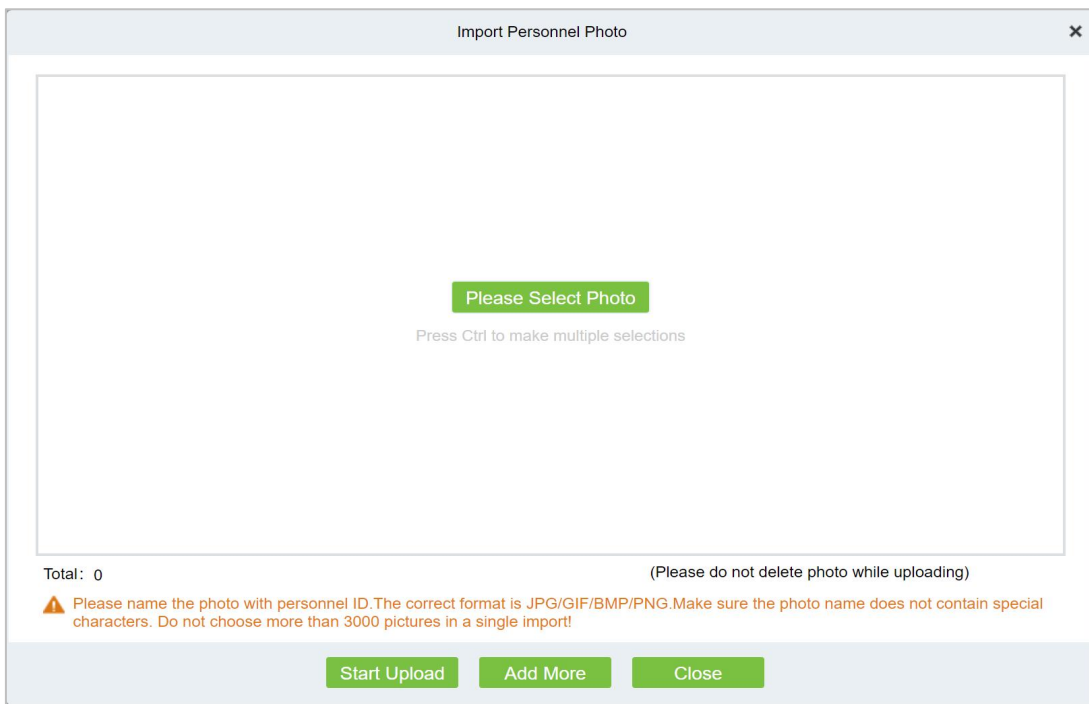 Import Personnel Photo
Please Select Photo
Press Ctrl to make multiple selections
Total: 0
(Please do not delete photo while uploading)
Please name the photo with personnel ID.The correct format is JPG/GIF/BMP/PNG.Make sure the photo name does not contain special
characters. Do not choose more than 3000 pictures in a single import!
Start Upload
Add More
Close